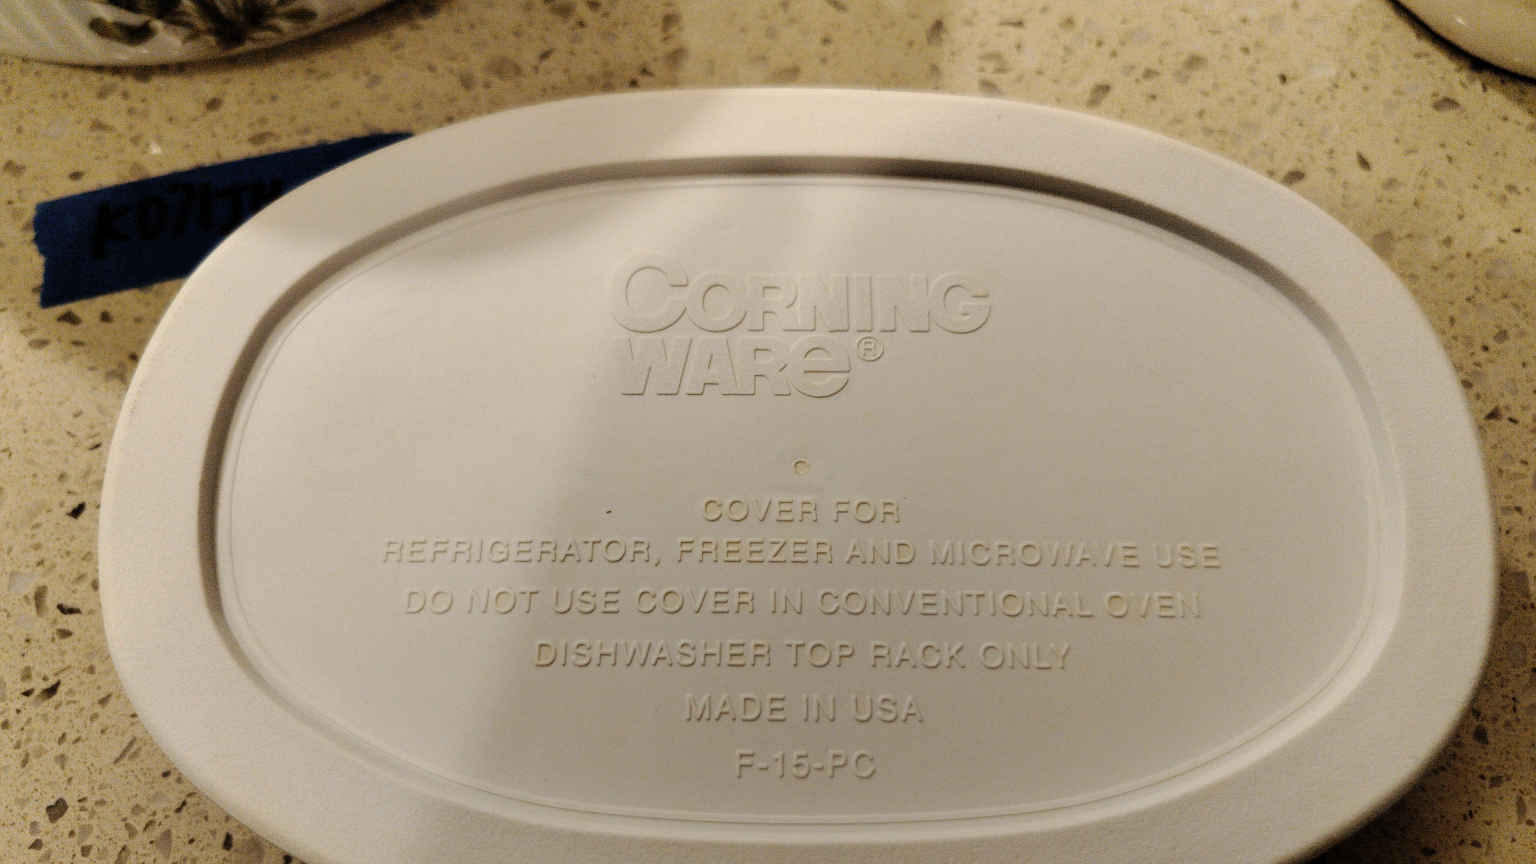 CORNING
WARE®
COVER FOR
REFRIGERATOR, FREEZER AND MICROWAVE USE
DO NOT USE COVER IN CONVENTIONAL OVEN
DISHWASHER TOP RACK ONLY
MADE IN USA
F-15-PC